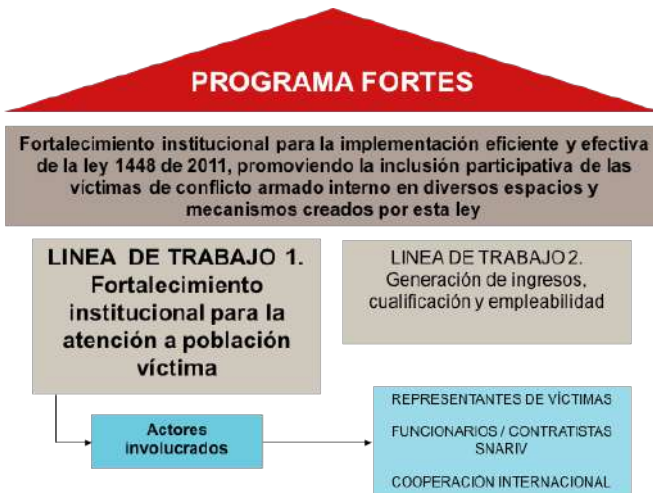 PROGRAMA FORTES
Fortalecimiento institucional para la implementación eficiente y efectiva
de la ley 1448 de 2011, promoviendo la inclusión participativa de las
víctimas de conflicto armado interno en diversos espacios y
mecanismos creados por esta ley
LINEA DE TRABAJO 1.
Fortalecimiento
institucional para la
atención a población
víctima
LINEA DE TRABAJO 2.
Generación de ingresos,
cualificación y empleabilidad
Actores
involucrados
REPRESENTANTES DE VÍCTIMAS
FUNCIONARIOS / CONTRATISTAS
SNARIV
COOPERACIÓN INTERNACIONAL